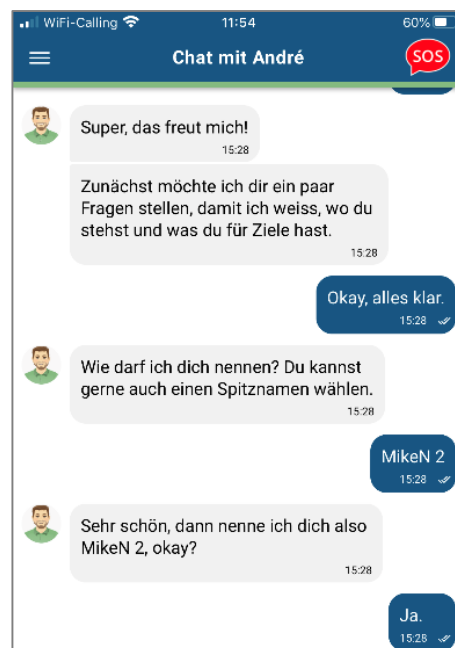 WiFi-Calling 11:54 60%
Chat mit André SOS
Super, das freut mich!
15:28
Zunächst möchte ich dir ein paar
Fragen stellen, damit ich weiss, wo du
stehst und was du für Ziele hast.
15:28
Okay, alles klar.
15:28
Wie darf ich dich nennen? Du kannst
gerne auch einen Spitznamen wählen.
15:28
MikeN 2
15:28
Sehr schön, dann nenne ich dich also
MikeN 2, okay?
15:28
Ja.
15:28